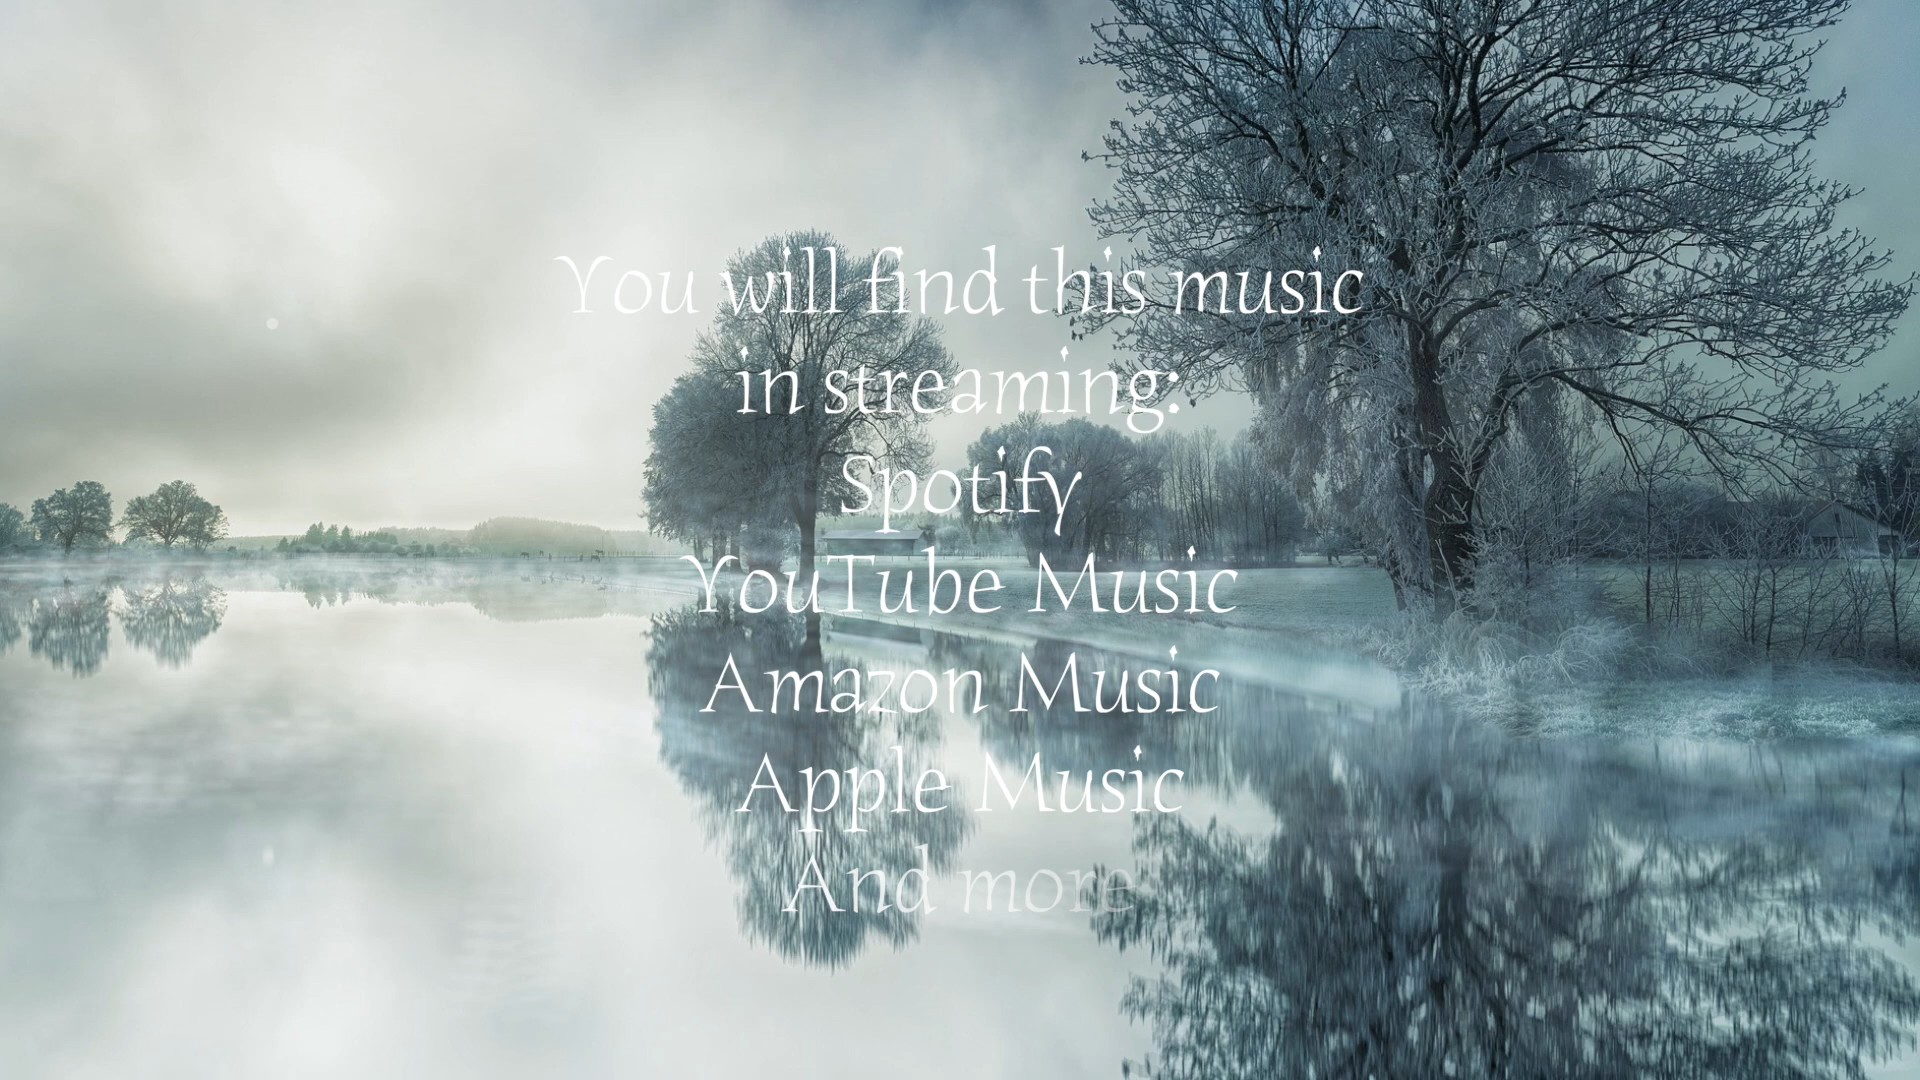 You will find this music
in streaming:
Spotify
YouTube Music
Amazon Music
Apple Music
And more